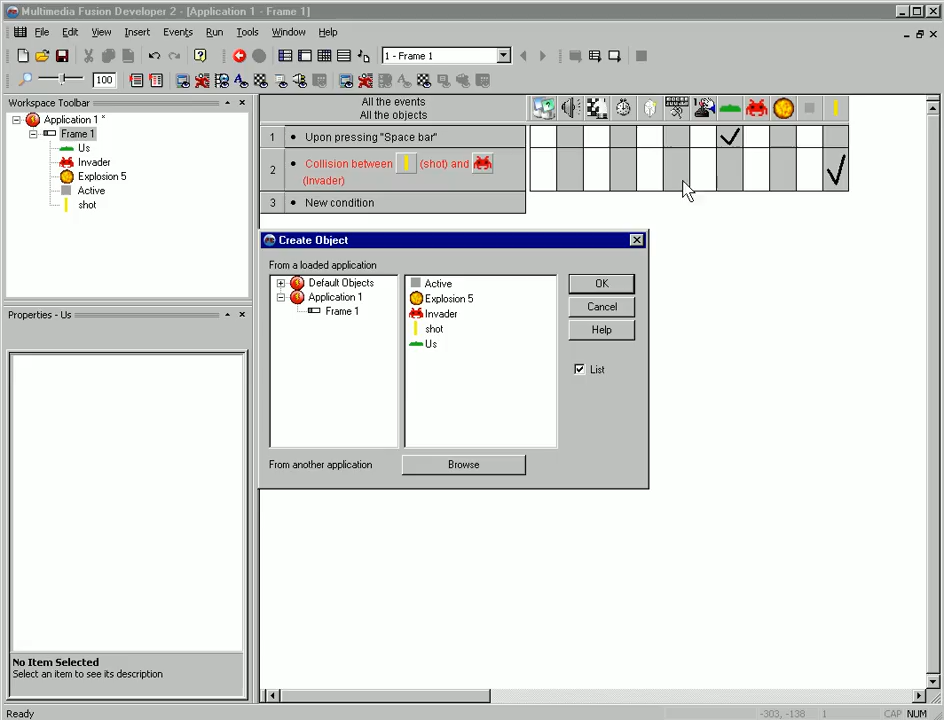 Multimedia Fusion Developer 2 - [Application 1 - Frame 1]
File Edit View Insert Events Run Tools Window Help
1 - Frame 1
100
Workspace Toolbar
Application 1 *
Frame 1
Us
Invader
Explosion 5
Active
shot
Properties - Us
No Item Selected
Select an item to see its description
All the events
All the objects
1 • Upon pressing "Space bar"
2 • Collision between (shot) and
(Invader)
3 • New condition
Create Object
From a loaded application
Default Objects
Application 1
Frame 1
Active
Explosion 5
Invader
shot
Us
OK
Cancel
Help
List
From another application
Browse
Ready
-303, -138 1 CAP NUM